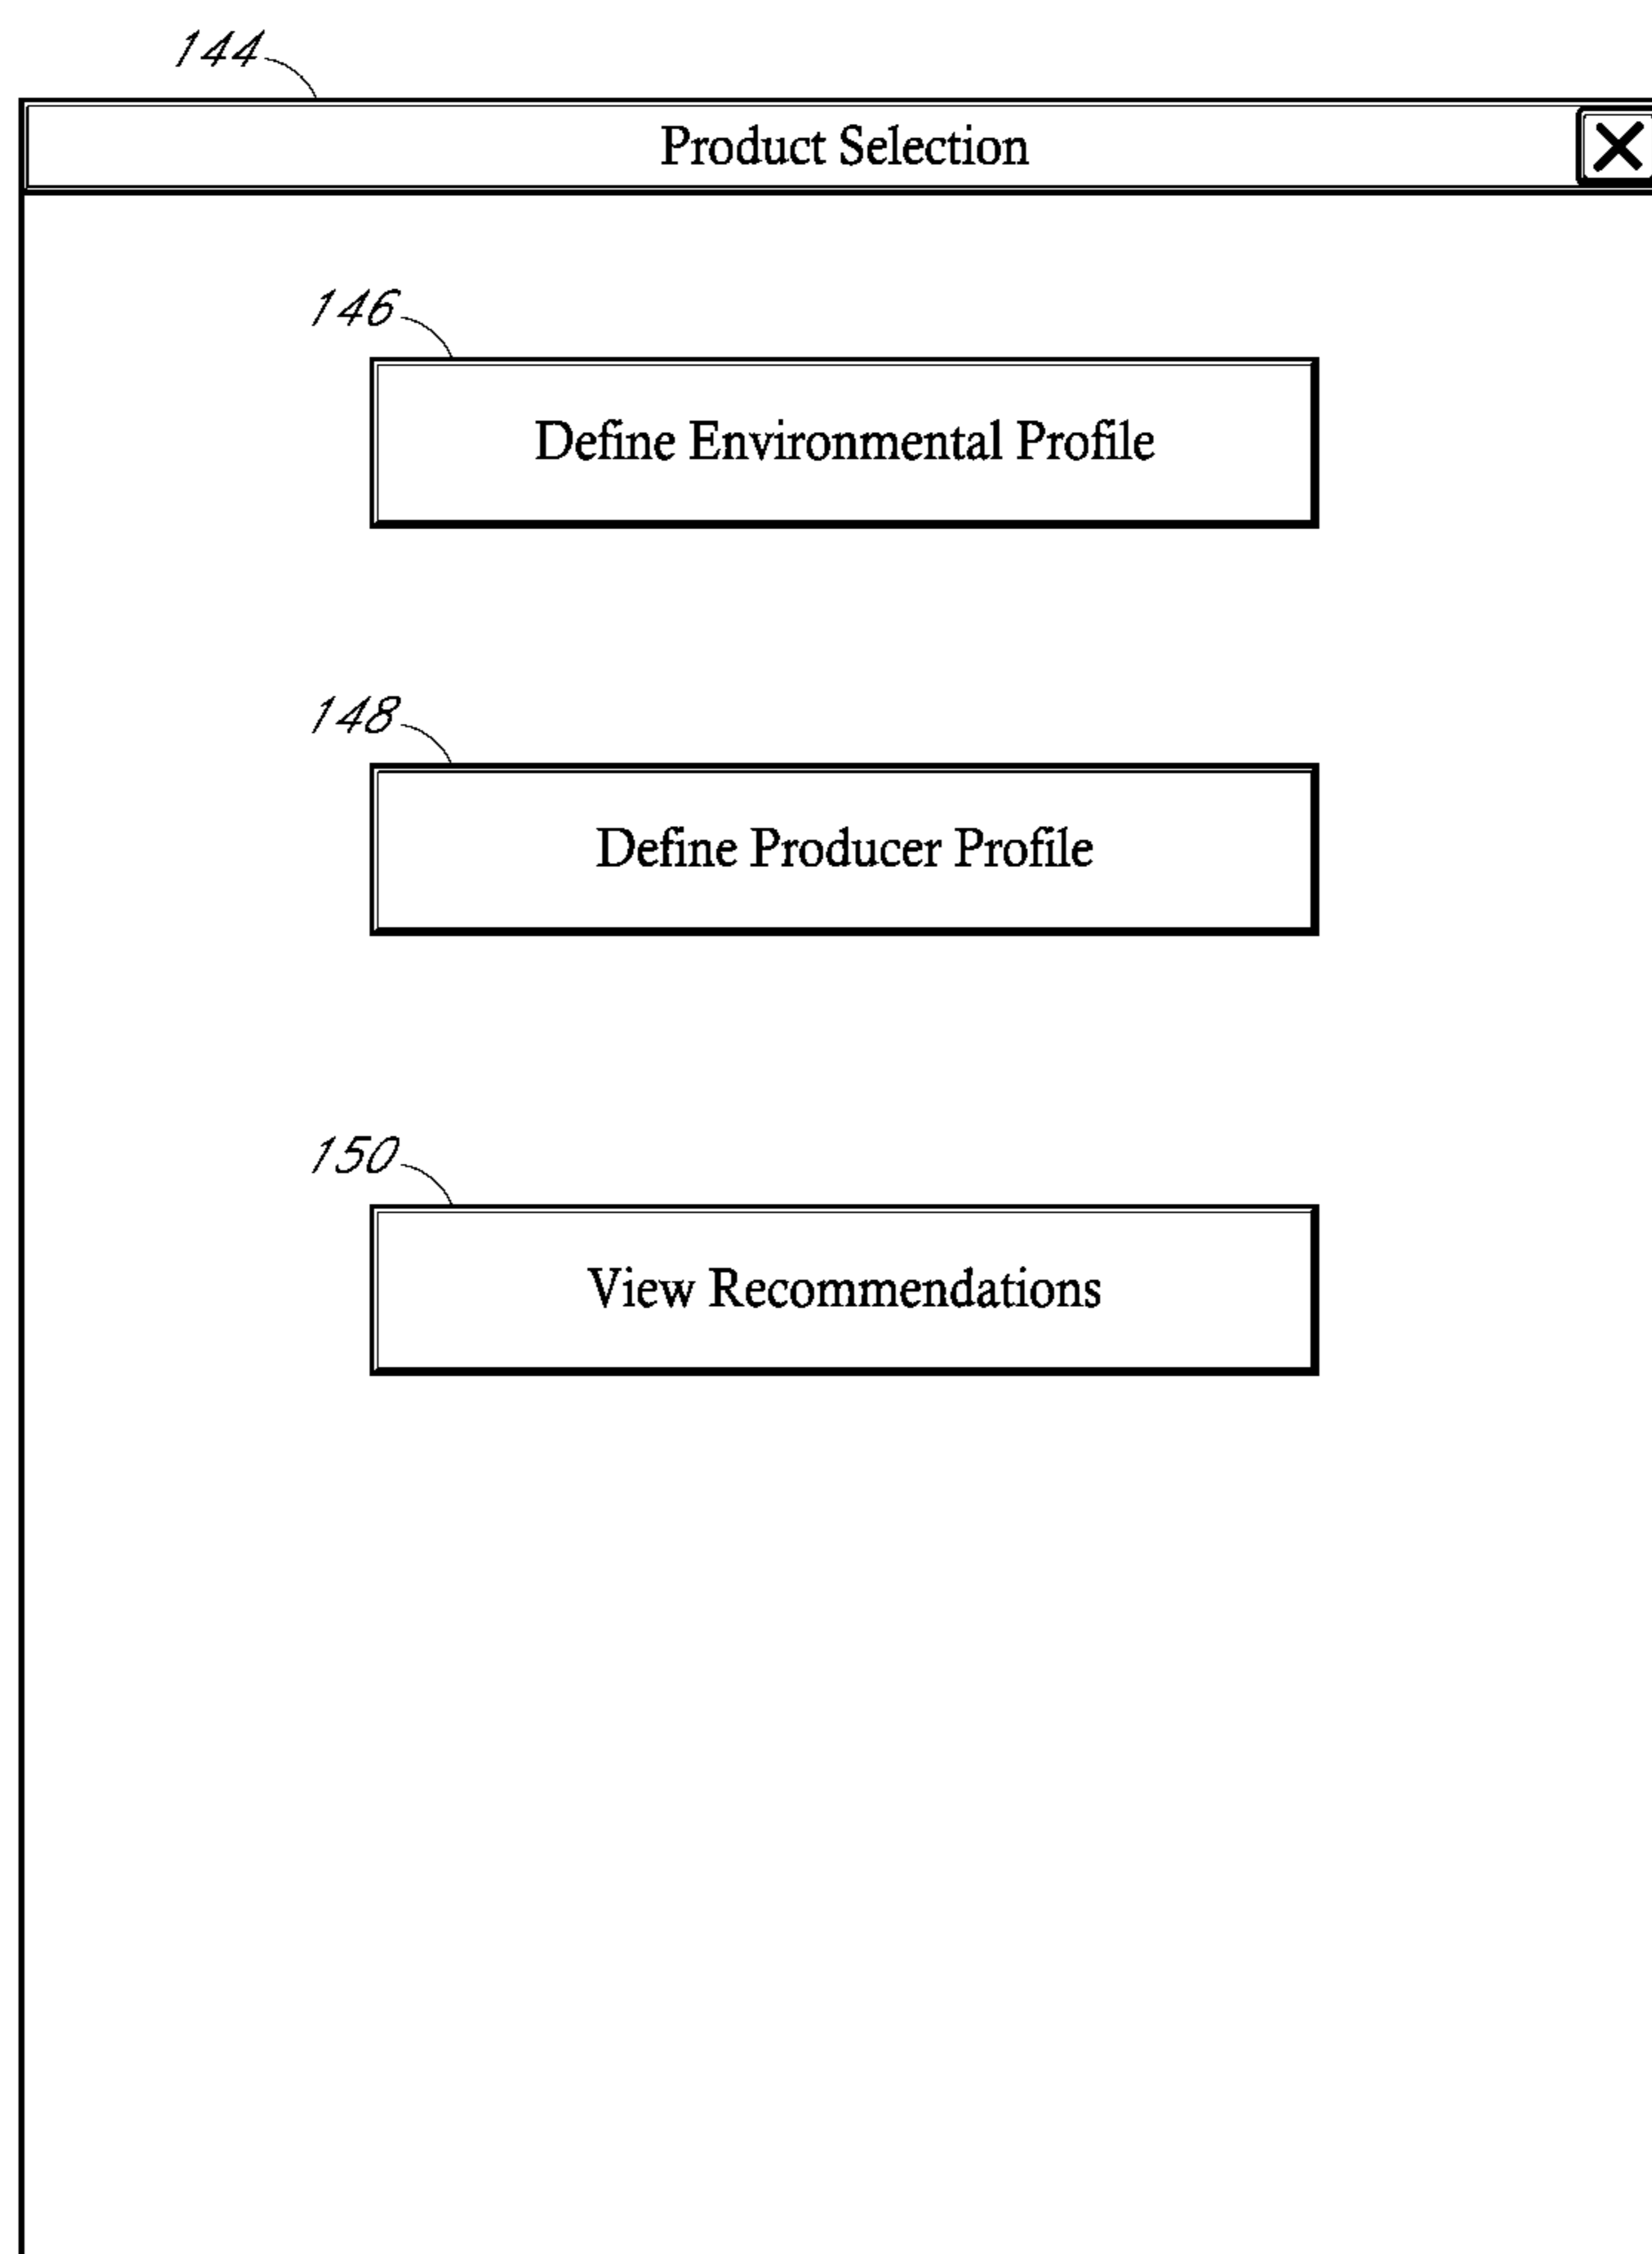 144
Product Selection
146
Define Environmental Profile
148
Define Producer Profile
150
View Recommendations